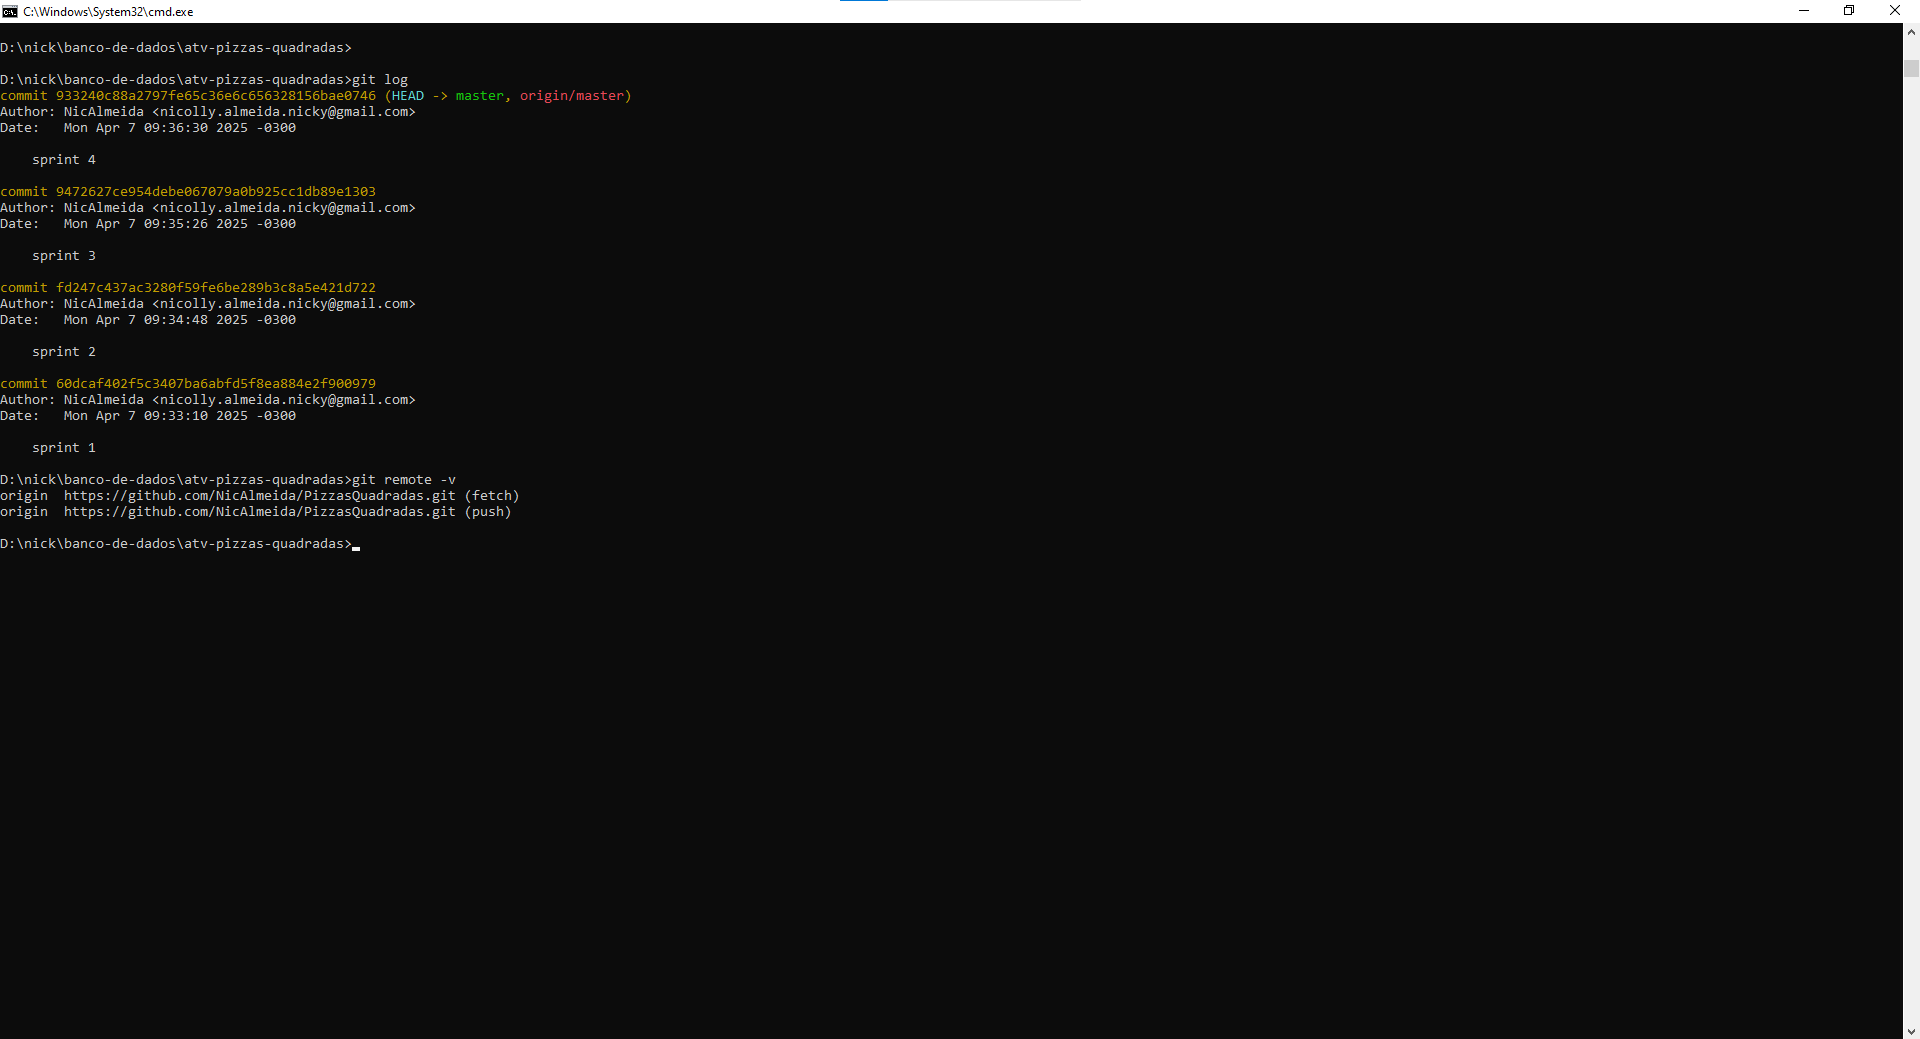 C:\Windows\System32\cmd.exe
D:\nick\banco-de-dados\atv-pizzas-quadradas>
D:\nick\banco-de-dados\atv-pizzas-quadradas>git log
commit 933240c88a2797fe65c36e6c656328156bae0746 (HEAD -> master, origin/master)
Author: NicAlmeida <nicolly.almeida.nicky@gmail.com>
Date:   Mon Apr 7 09:36:30 2025 -0300
    sprint 4
commit 9472627ce954debe067079a0b925cc1db89e1303
Author: NicAlmeida <nicolly.almeida.nicky@gmail.com>
Date:   Mon Apr 7 09:35:26 2025 -0300
    sprint 3
commit fd247c437ac3280f59fe6be289b3c8a5e421d722
Author: NicAlmeida <nicolly.almeida.nicky@gmail.com>
Date:   Mon Apr 7 09:34:48 2025 -0300
    sprint 2
commit 60dcaf402f5c3407ba6abfd5f8ea884e2f900979
Author: NicAlmeida <nicolly.almeida.nicky@gmail.com>
Date:   Mon Apr 7 09:33:10 2025 -0300
    sprint 1
D:\nick\banco-de-dados\atv-pizzas-quadradas>git remote -v
origin  https://github.com/NicAlmeida/PizzasQuadradas.git (fetch)
origin  https://github.com/NicAlmeida/PizzasQuadradas.git (push)
D:\nick\banco-de-dados\atv-pizzas-quadradas>